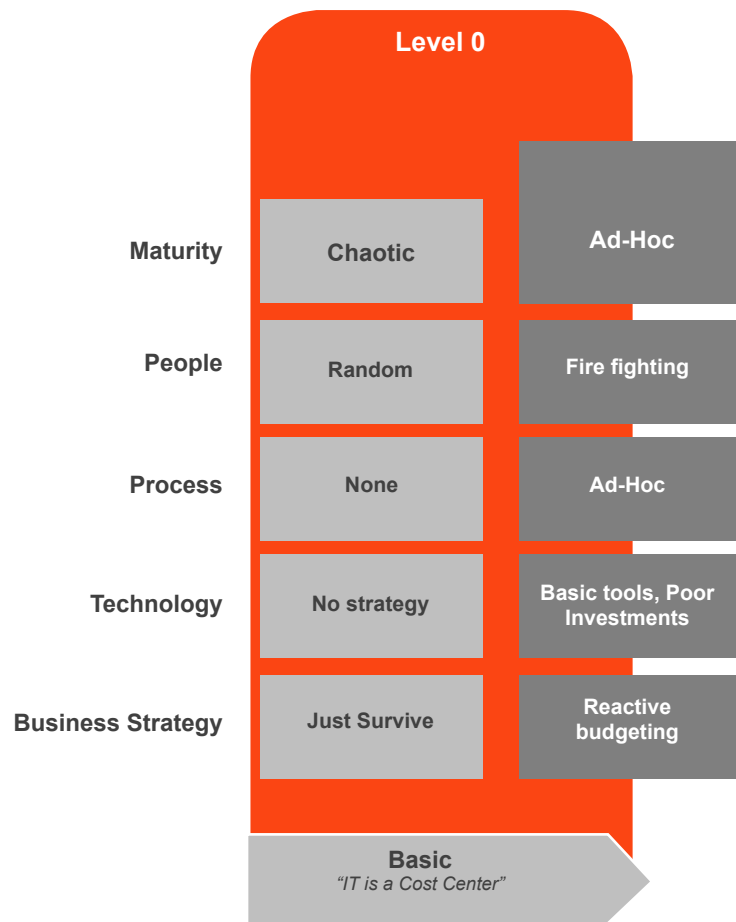 Level 0
Maturity
Chaotic
Ad-Hoc
People
Random
Fire fighting
Process
None
Ad-Hoc
Technology
No strategy
Basic tools, Poor
Investments
Business Strategy
Just Survive
Reactive
budgeting
Basic
“IT is a Cost Center”